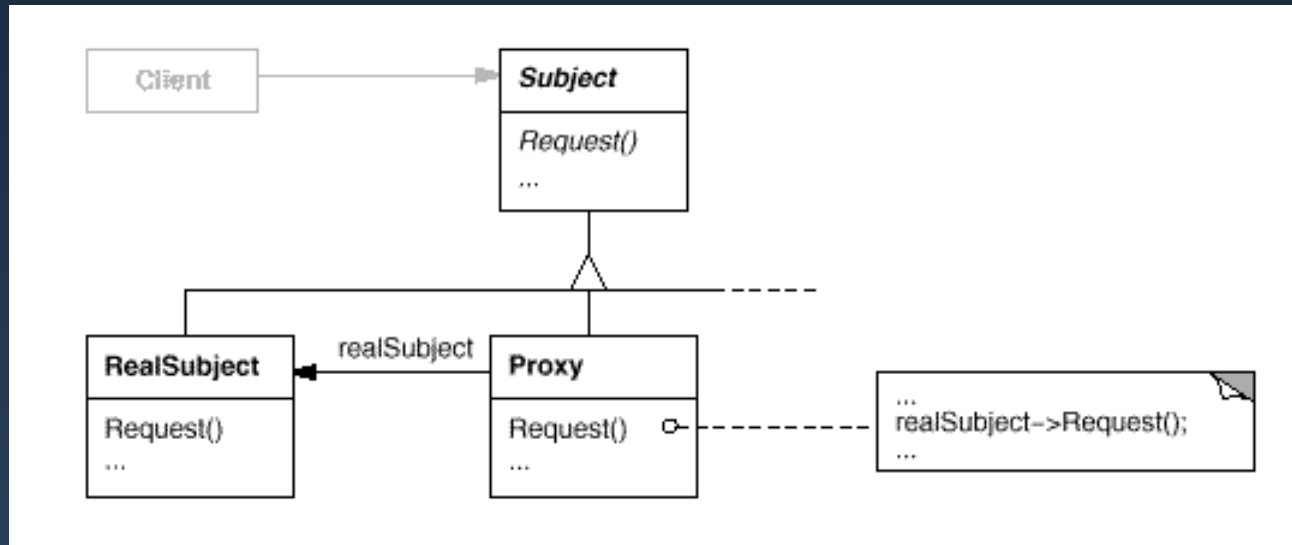 Client
Subject
Request()
...
realSubject
RealSubject
Request()
...
Proxy
Request()
...
...
realSubject->Request();
...